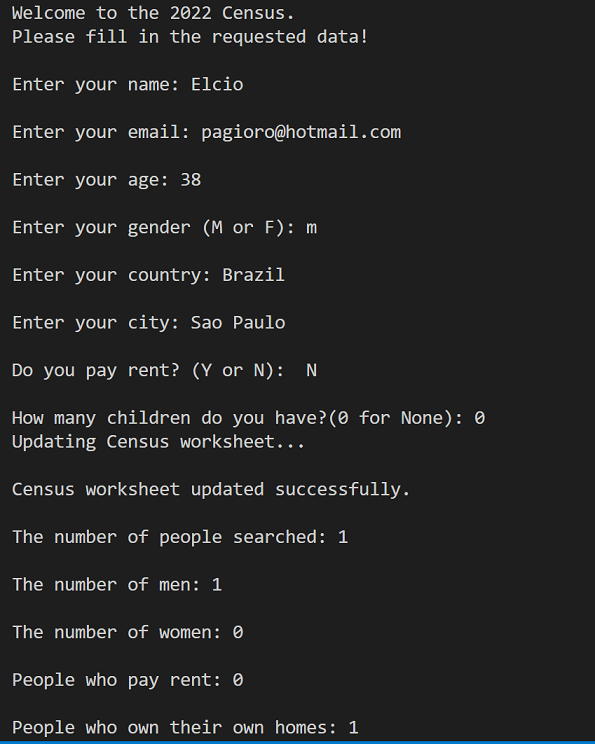 Welcome to the 2022 Census.
Please fill in the requested data!
Enter your name: Elcio
Enter your email: pagioro@hotmail.com
Enter your age: 38
Enter your gender (M or F): m
Enter your country: Brazil
Enter your city: Sao Paulo
Do you pay rent? (Y or N):  N
How many children do you have?(0 for None): 0
Updating Census worksheet...
Census worksheet updated successfully.
The number of people searched: 1
The number of men: 1
The number of women: 0
People who pay rent: 0
People who own their own homes: 1